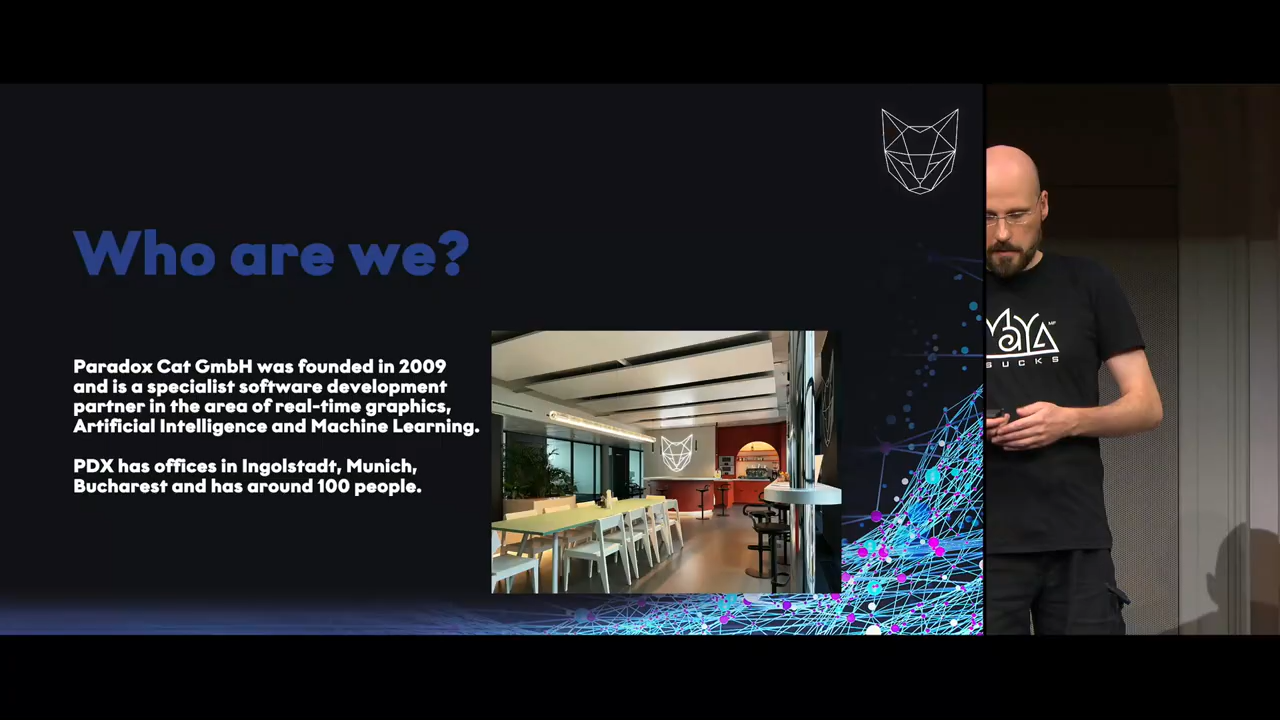 Who are we?
Paradox Cat GmbH was founded in 2009
and is a specialist software development
partner in the area of real-time graphics,
Artificial Intelligence and Machine Learning.
PDX has offices in Ingolstadt, Munich,
Bucharest and has around 100 people.
MAYA
SUCKS